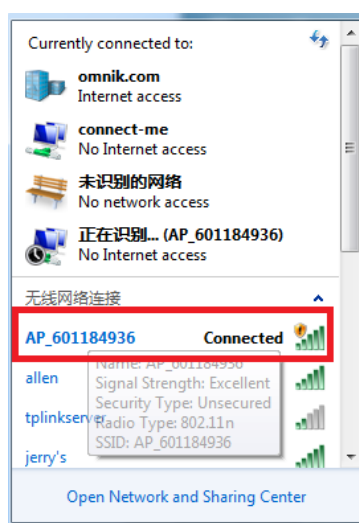 Currently connected to:
omnik.com
Internet access
connect-me
No Internet access
未识别的网络
No network access
正在识别... (AP_601184936)
No Internet access
无线网络连接
AP_601184936 Connected
Name: AP_601184936
allen
Signal Strength: Excellent
Security Type: Unsecured
tplinkserver
Radio Type: 802.11n
SSID: AP_601184936
jerry's
Open Network and Sharing Center